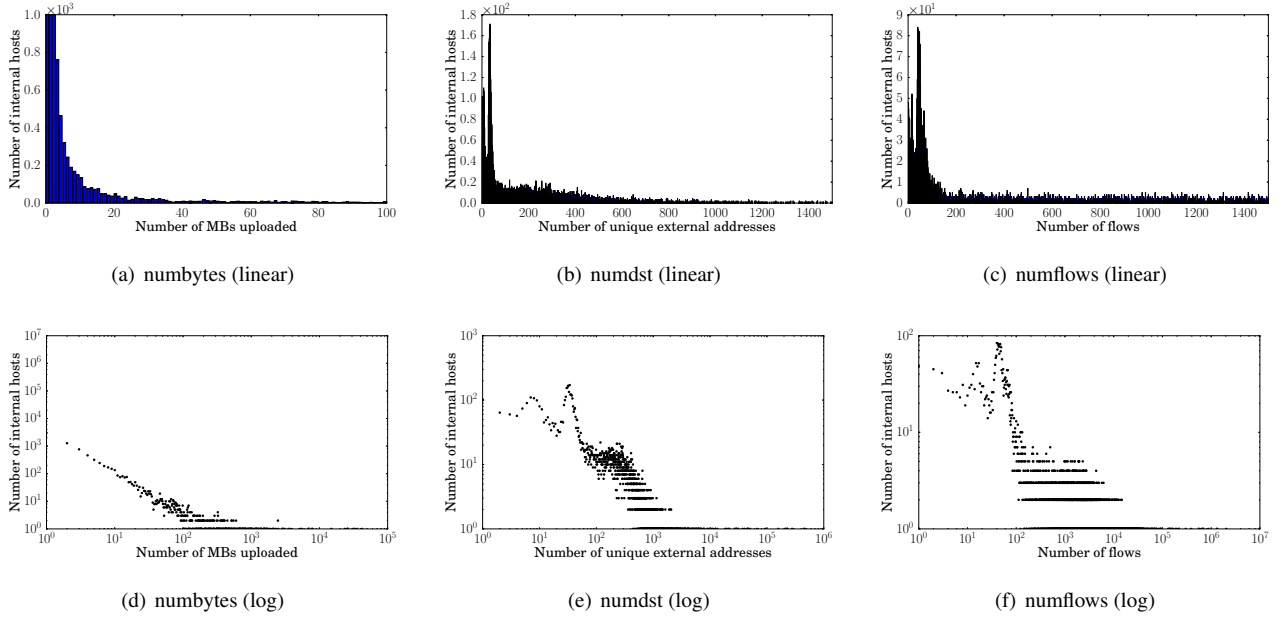 ×10³
1.0
0.8
0.6
0.4
0.2
0.0
0 20 40 60 80 100
Number of internal hosts
Number of MBs uploaded
(a) numbytes (linear)
×10²
1.8
1.6
1.4
1.2
1.0
0.8
0.6
0.4
0.2
0.0
0 200 400 600 800 1000 1200 1400
Number of internal hosts
Number of unique external addresses
(b) numdst (linear)
×10¹
9
8
7
6
5
4
3
2
1
0
0 200 400 600 800 1000 1200 1400
Number of internal hosts
Number of flows
(c) numflows (linear)
10⁷
10⁶
10⁵
10⁴
10³
10²
10¹
10⁰
10⁰ 10¹ 10² 10³ 10⁴ 10⁵
Number of internal hosts
Number of MBs uploaded
(d) numbytes (log)
10³
10²
10¹
10⁰
10⁰ 10¹ 10² 10³ 10⁴ 10⁵ 10⁶
Number of internal hosts
Number of unique external addresses
(e) numdst (log)
10²
10¹
10⁰
10⁰ 10¹ 10² 10³ 10⁴ 10⁵ 10⁶ 10⁷
Number of internal hosts
Number of flows
(f) numflows (log)